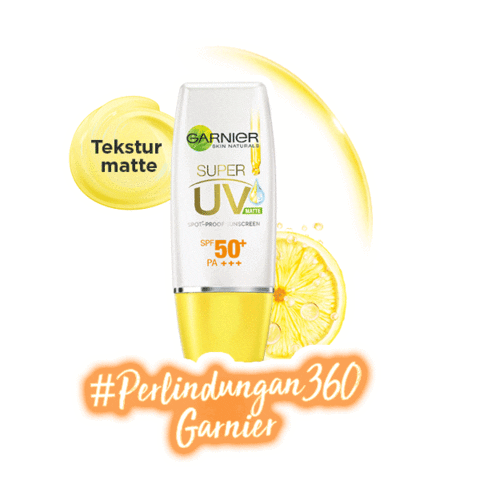 Tekstur
matte
GARNIER
SKIN NATURALS
SUPER
UV
MATTE
SPOT-PROOF SUNSCREEN
SPF 50+
PA +++
#Perlindungan360
Garnier